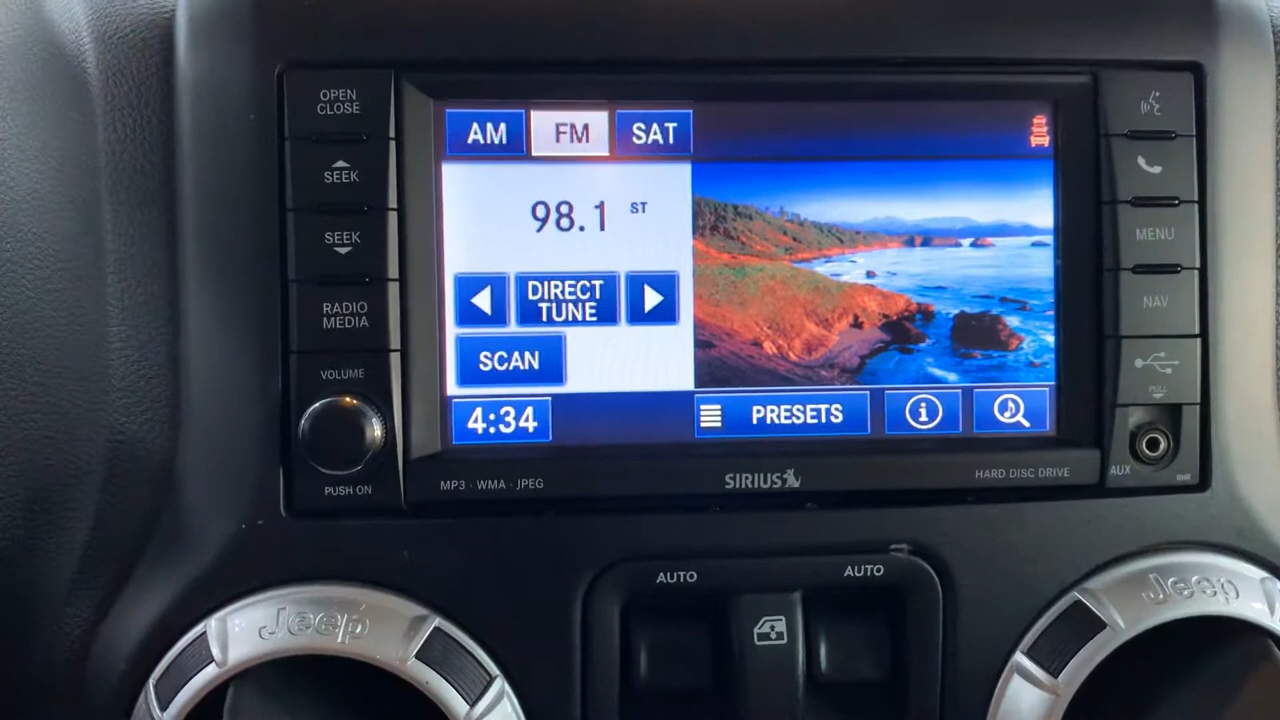 OPEN
CLOSE
SEEK
SEEK
RADIO
MEDIA
VOLUME
PUSH ON
AM
FM
SAT
98.1 ST
DIRECT
TUNE
SCAN
4:34
PRESETS
MP3 · WMA · JPEG
SIRIUS
HARD DISC DRIVE
MENU
NAV
PULL
AUX
RHR
AUTO
AUTO
Jeep
Jeep